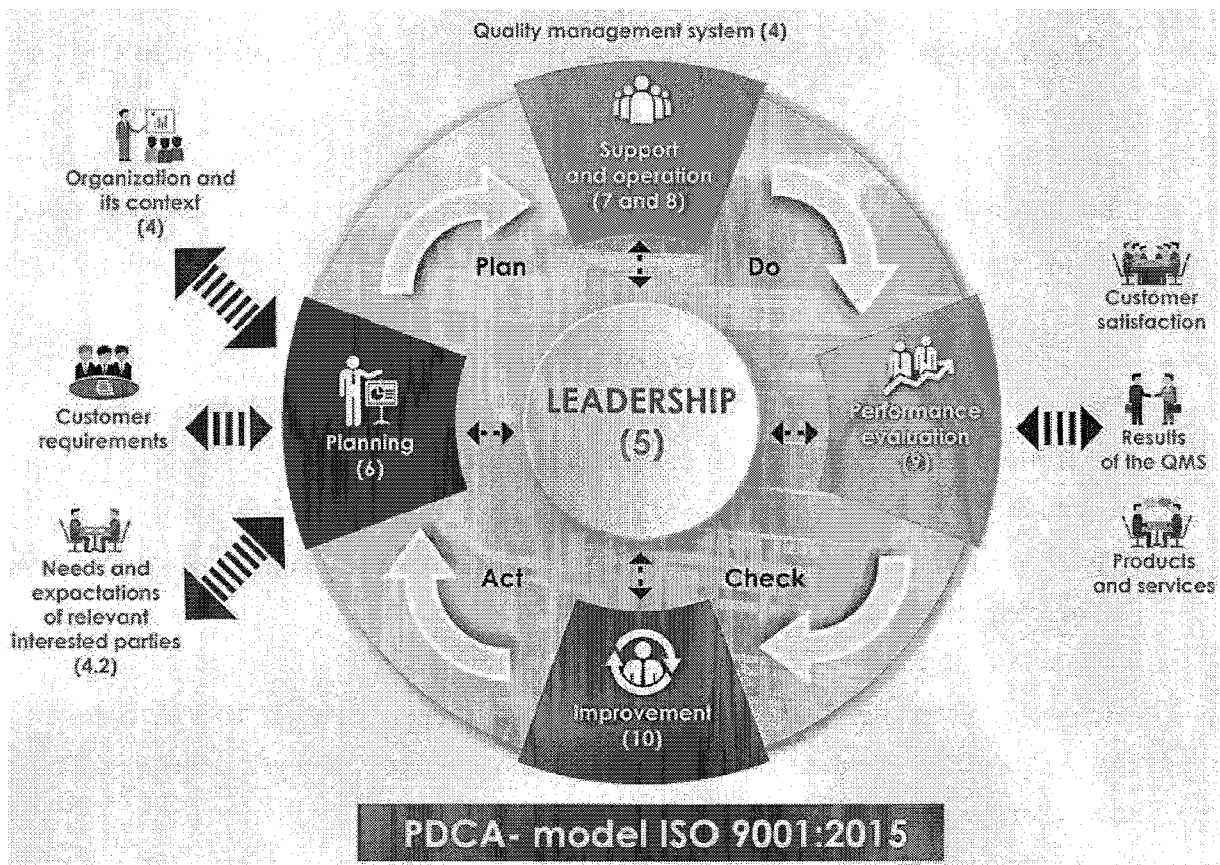 Quality management system (4)
Organization and
its context
(4)
Customer
requirements
Needs and
expactations
of relevant
interested parties
(4.2)
Support
and operation
(7 and 8)
Plan
Do
Planning
(6)
LEADERSHIP
(5)
Performance
evaluation
(9)
Act
Check
Improvement
(10)
Customer
satisfaction
Results
of the QMS
Products
and services
PDCA- model ISO 9001:2015